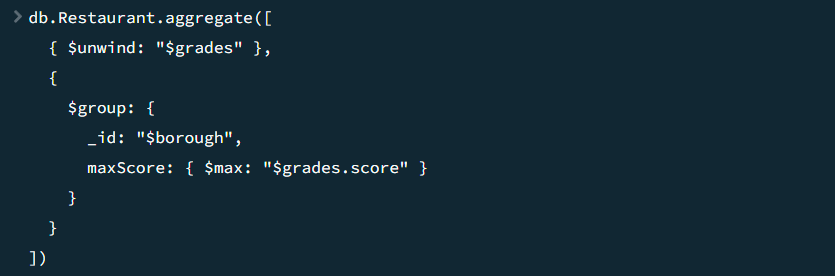 > db.Restaurant.aggregate([
{ $unwind: "$grades" },
{
$group: {
_id: "$borough",
maxScore: { $max: "$grades.score" }
}
}
])